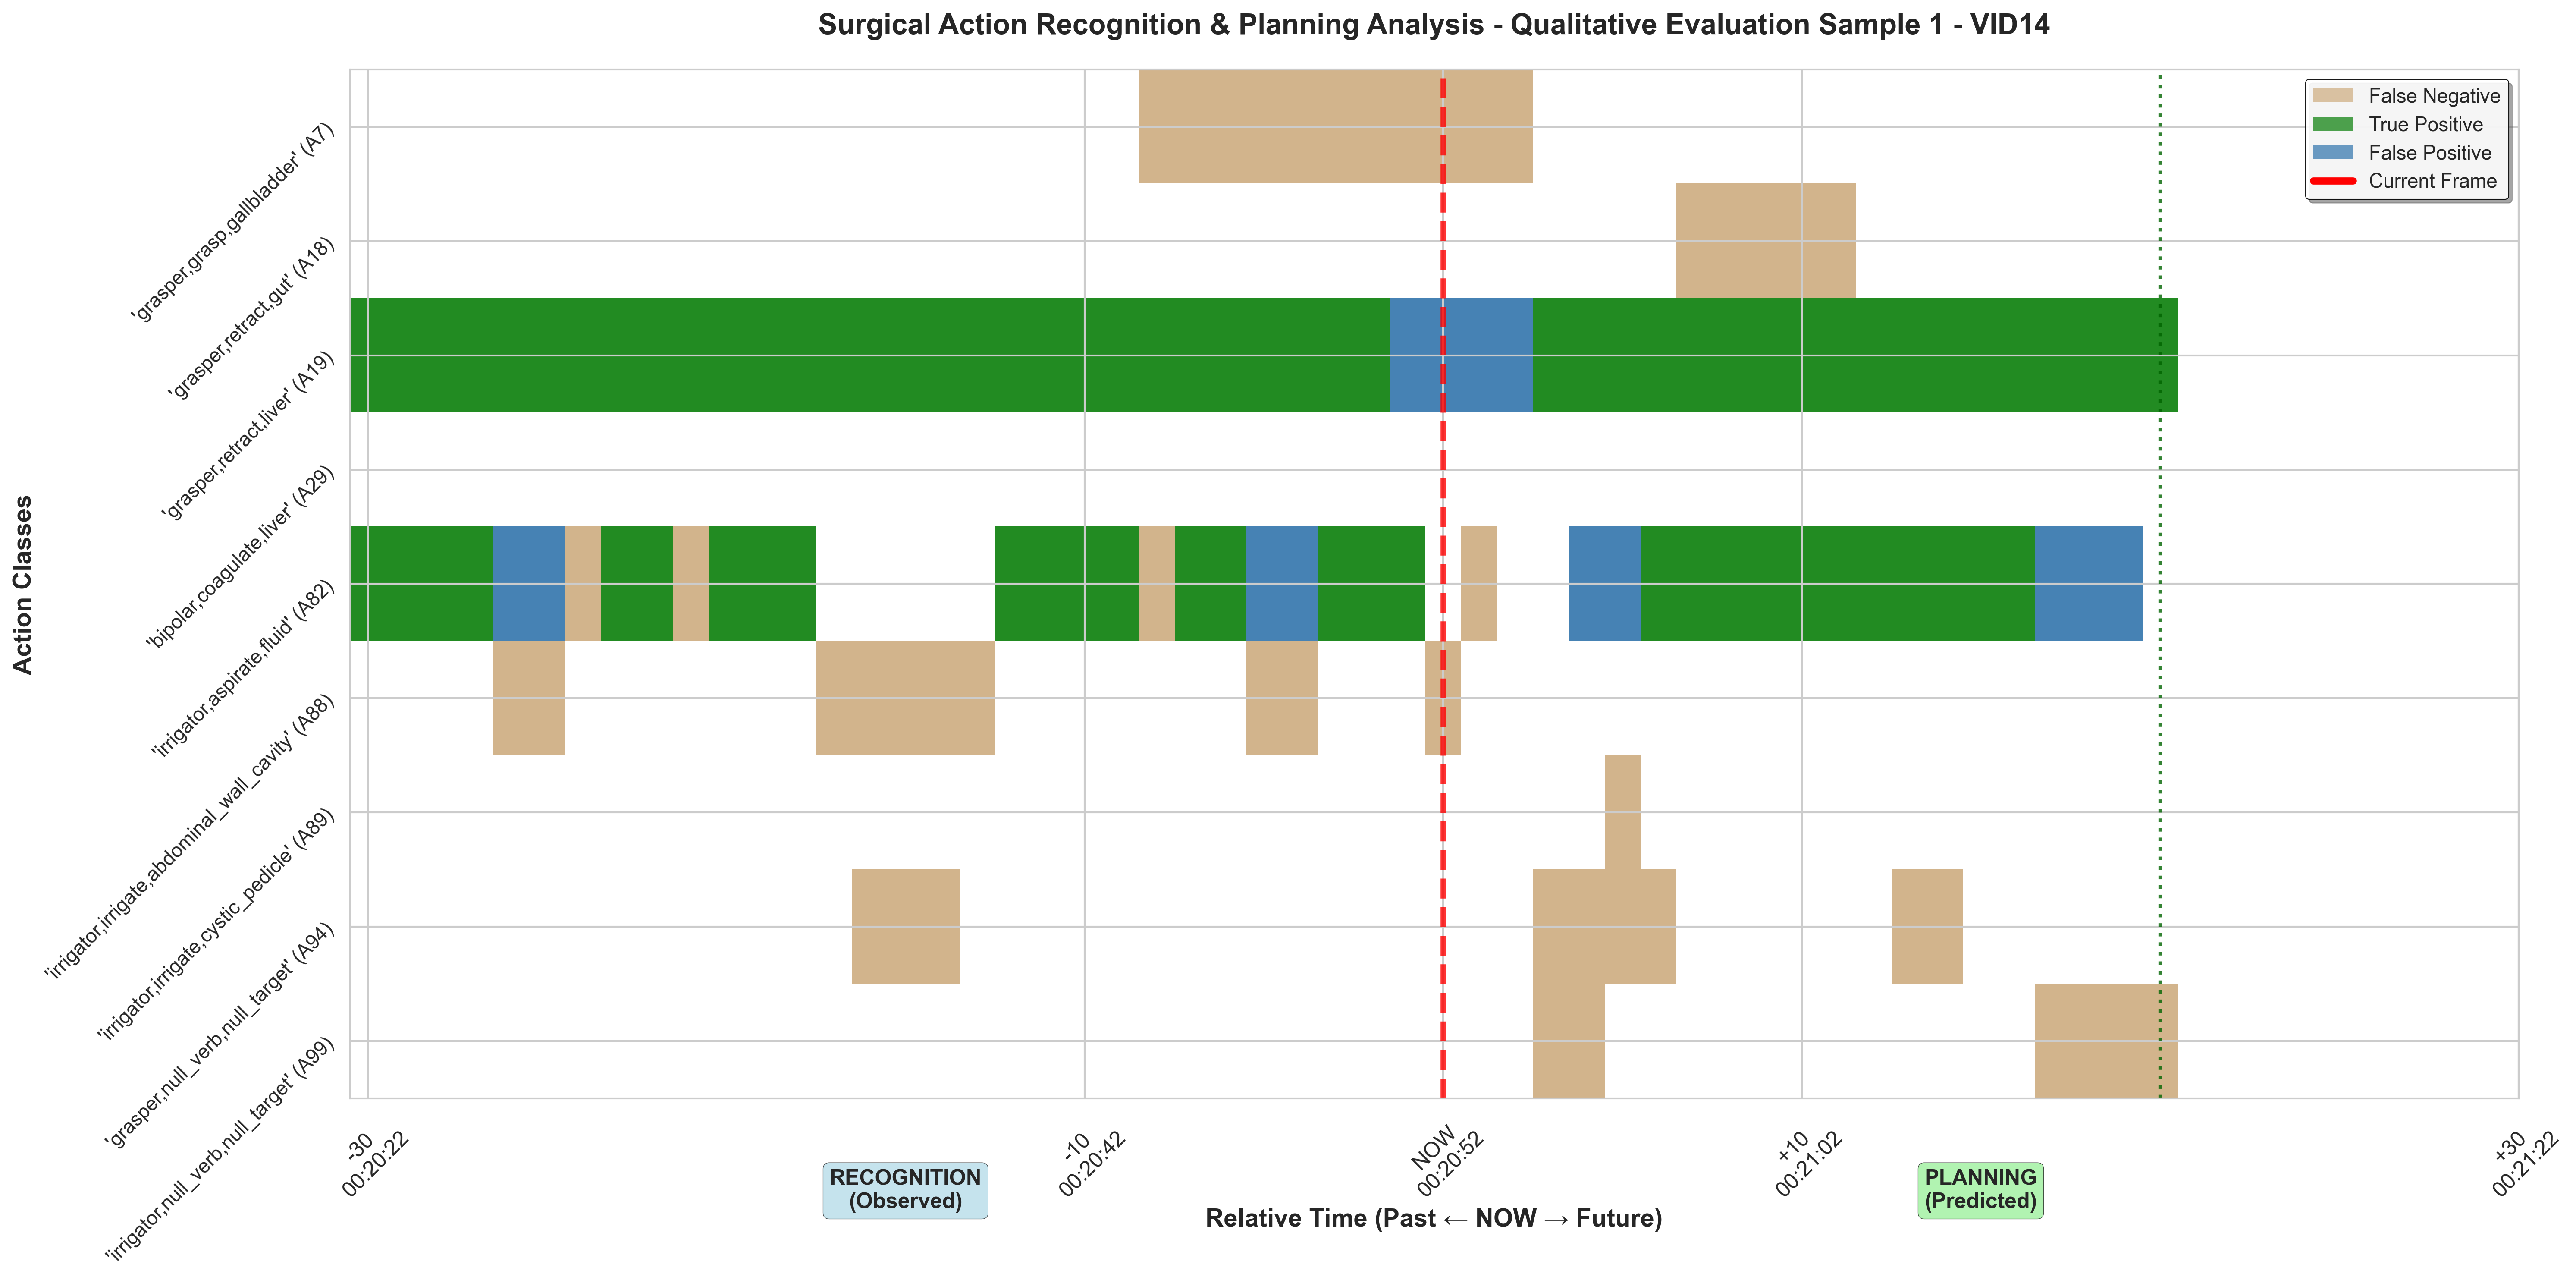 Surgical Action Recognition & Planning Analysis - Qualitative Evaluation Sample 1 - VID14
False Negative
True Positive
False Positive
Current Frame
Action Classes
'grasper,grasp,gallbladder' (A7)
'grasper,retract,gut' (A18)
'grasper,retract,liver' (A19)
'bipolar,coagulate,liver' (A29)
'irrigator,aspirate,fluid' (A82)
'irrigator,irrigate,abdominal_wall_cavity' (A88)
'irrigator,irrigate,cystic_pedicle' (A89)
'grasper,null_verb,null_target' (A94)
'irrigator,null_verb,null_target' (A99)
-30
00:20:22
-10
00:20:42
NOW
00:20:52
+10
00:21:02
+30
00:21:22
RECOGNITION
(Observed)
PLANNING
(Predicted)
Relative Time (Past ← NOW → Future)